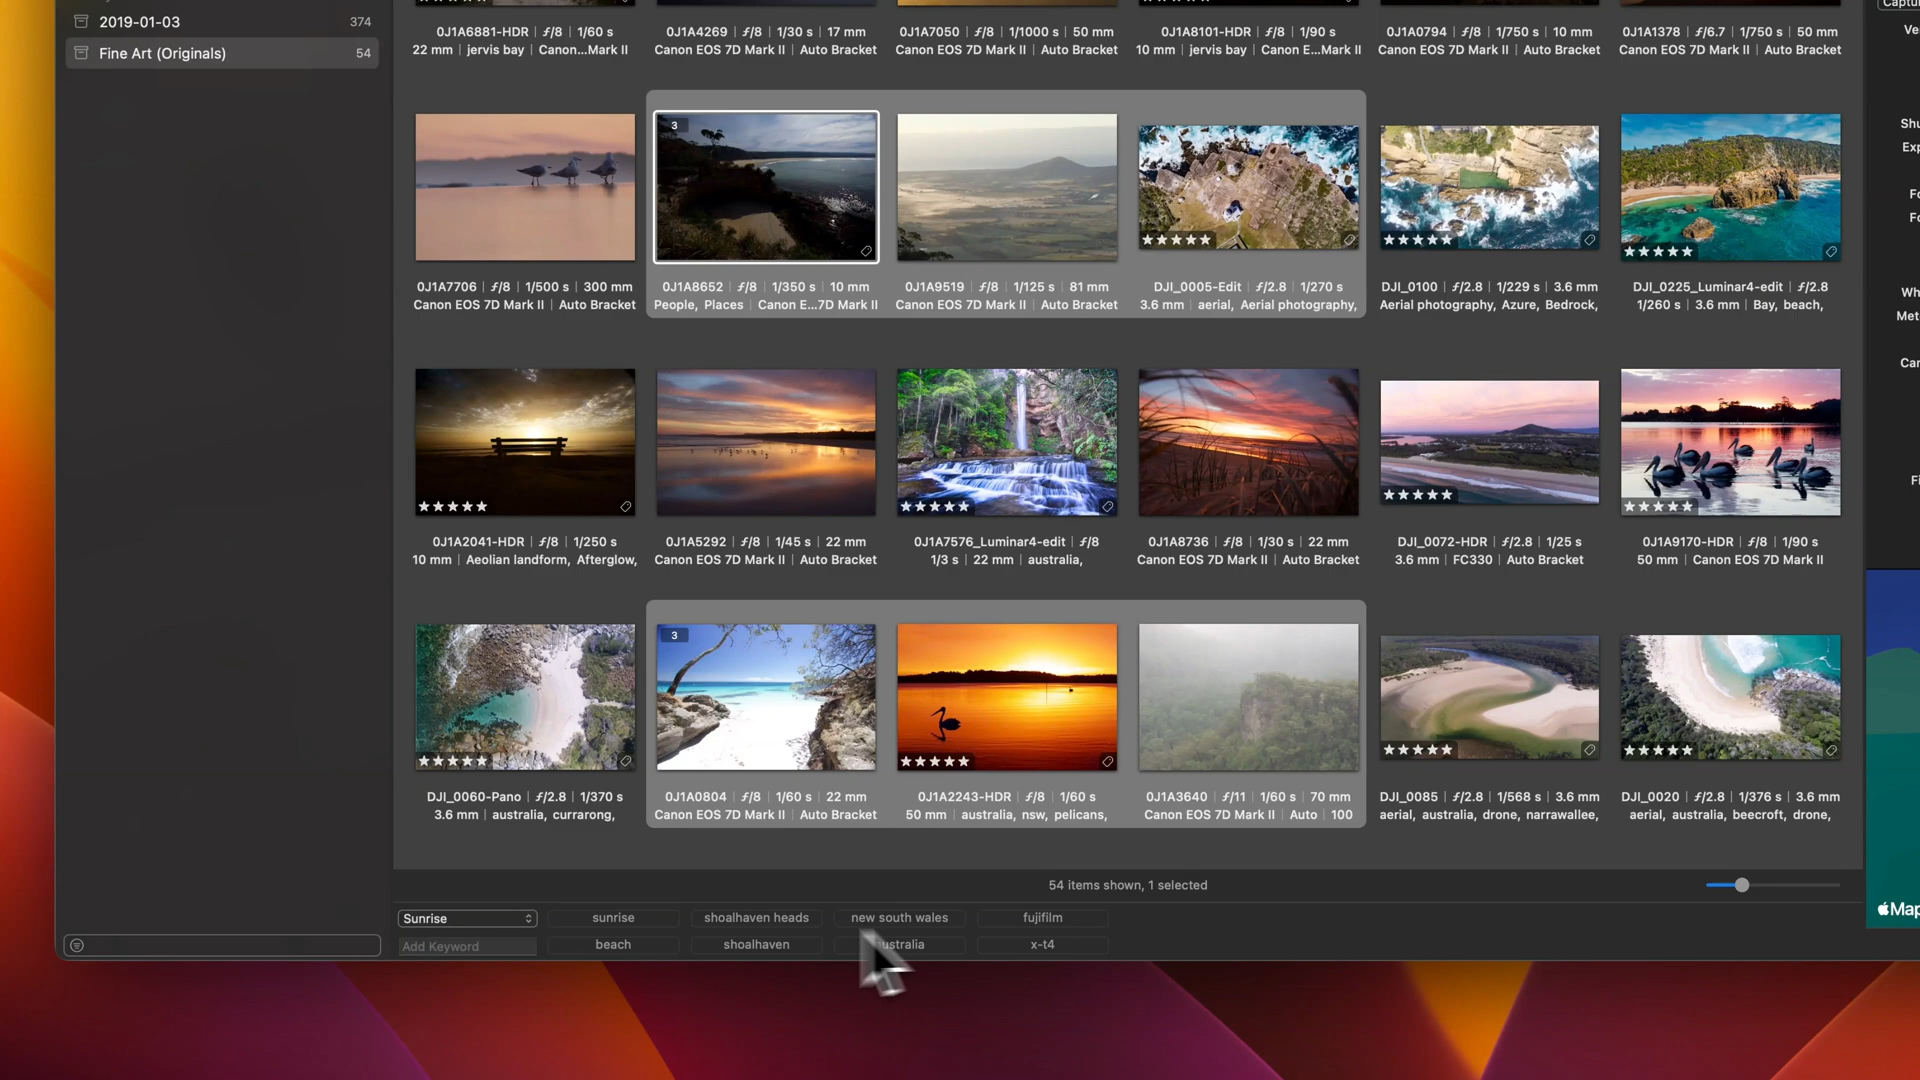 2019-01-03 374
Fine Art (Originals) 54
0J1A6881-HDR | ƒ/8 | 1/60 s
22 mm | jervis bay | Canon...Mark II
0J1A4269 | ƒ/8 | 1/30 s | 17 mm
Canon EOS 7D Mark II | Auto Bracket
0J1A7050 | ƒ/8 | 1/1000 s | 50 mm
Canon EOS 7D Mark II | Auto Bracket
0J1A8101-HDR | ƒ/8 | 1/90 s
10 mm | jervis bay | Canon E...Mark II
0J1A0794 | ƒ/8 | 1/750 s | 10 mm
Canon EOS 7D Mark II | Auto Bracket
0J1A1378 | ƒ/6.7 | 1/750 s | 50 mm
Canon EOS 7D Mark II | Auto Bracket
3
0J1A7706 | ƒ/8 | 1/500 s | 300 mm
Canon EOS 7D Mark II | Auto Bracket
0J1A8652 | ƒ/8 | 1/350 s | 10 mm
People, Places | Canon E...7D Mark II
0J1A9519 | ƒ/8 | 1/125 s | 81 mm
Canon EOS 7D Mark II | Auto Bracket
DJI_0005-Edit | ƒ/2.8 | 1/270 s
3.6 mm | aerial, Aerial photography,
DJI_0100 | ƒ/2.8 | 1/229 s | 3.6 mm
Aerial photography, Azure, Bedrock,
DJI_0225_Luminar4-edit | ƒ/2.8
1/260 s | 3.6 mm | Bay, beach,
0J1A2041-HDR | ƒ/8 | 1/250 s
10 mm | Aeolian landform, Afterglow,
0J1A5292 | ƒ/8 | 1/45 s | 22 mm
Canon EOS 7D Mark II | Auto Bracket
0J1A7576_Luminar4-edit | ƒ/8
1/3 s | 22 mm | australia,
0J1A8736 | ƒ/8 | 1/30 s | 22 mm
Canon EOS 7D Mark II | Auto Bracket
DJI_0072-HDR | ƒ/2.8 | 1/25 s
3.6 mm | FC330 | Auto Bracket
0J1A9170-HDR | ƒ/8 | 1/90 s
50 mm | Canon EOS 7D Mark II
3
DJI_0060-Pano | ƒ/2.8 | 1/370 s
3.6 mm | australia, currarong,
0J1A0804 | ƒ/8 | 1/60 s | 22 mm
Canon EOS 7D Mark II | Auto Bracket
0J1A2243-HDR | ƒ/8 | 1/60 s
50 mm | australia, nsw, pelicans,
0J1A3640 | ƒ/11 | 1/60 s | 70 mm
Canon EOS 7D Mark II | Auto | 100
DJI_0085 | ƒ/2.8 | 1/568 s | 3.6 mm
aerial, australia, drone, narrawallee,
DJI_0020 | ƒ/2.8 | 1/376 s | 3.6 mm
aerial, australia, beecroft, drone,
54 items shown, 1 selected
Sunrise sunrise shoalhaven heads new south wales fujifilm
Add Keyword beach shoalhaven ustralia x-t4
Captu
Ve
Shu
Exp
Fo
Fo
Wh
Met
Car
Fi
Map